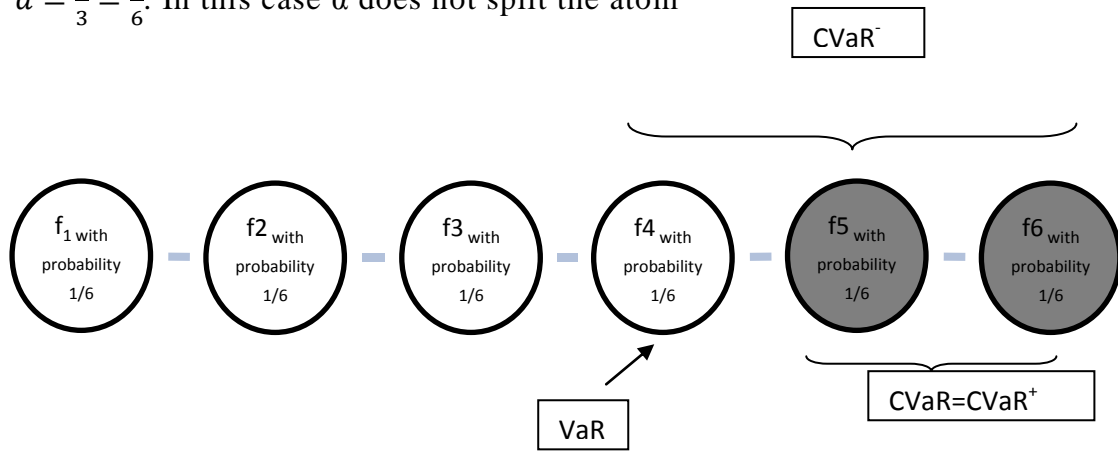 α = 3 = 6. In this case α does not split the atom
CVaR-
f1 with probability 1/6
f2 with probability 1/6
f3 with probability 1/6
f4 with probability 1/6
f5 with probability 1/6
f6 with probability 1/6
VaR
CVaR=CVaR+